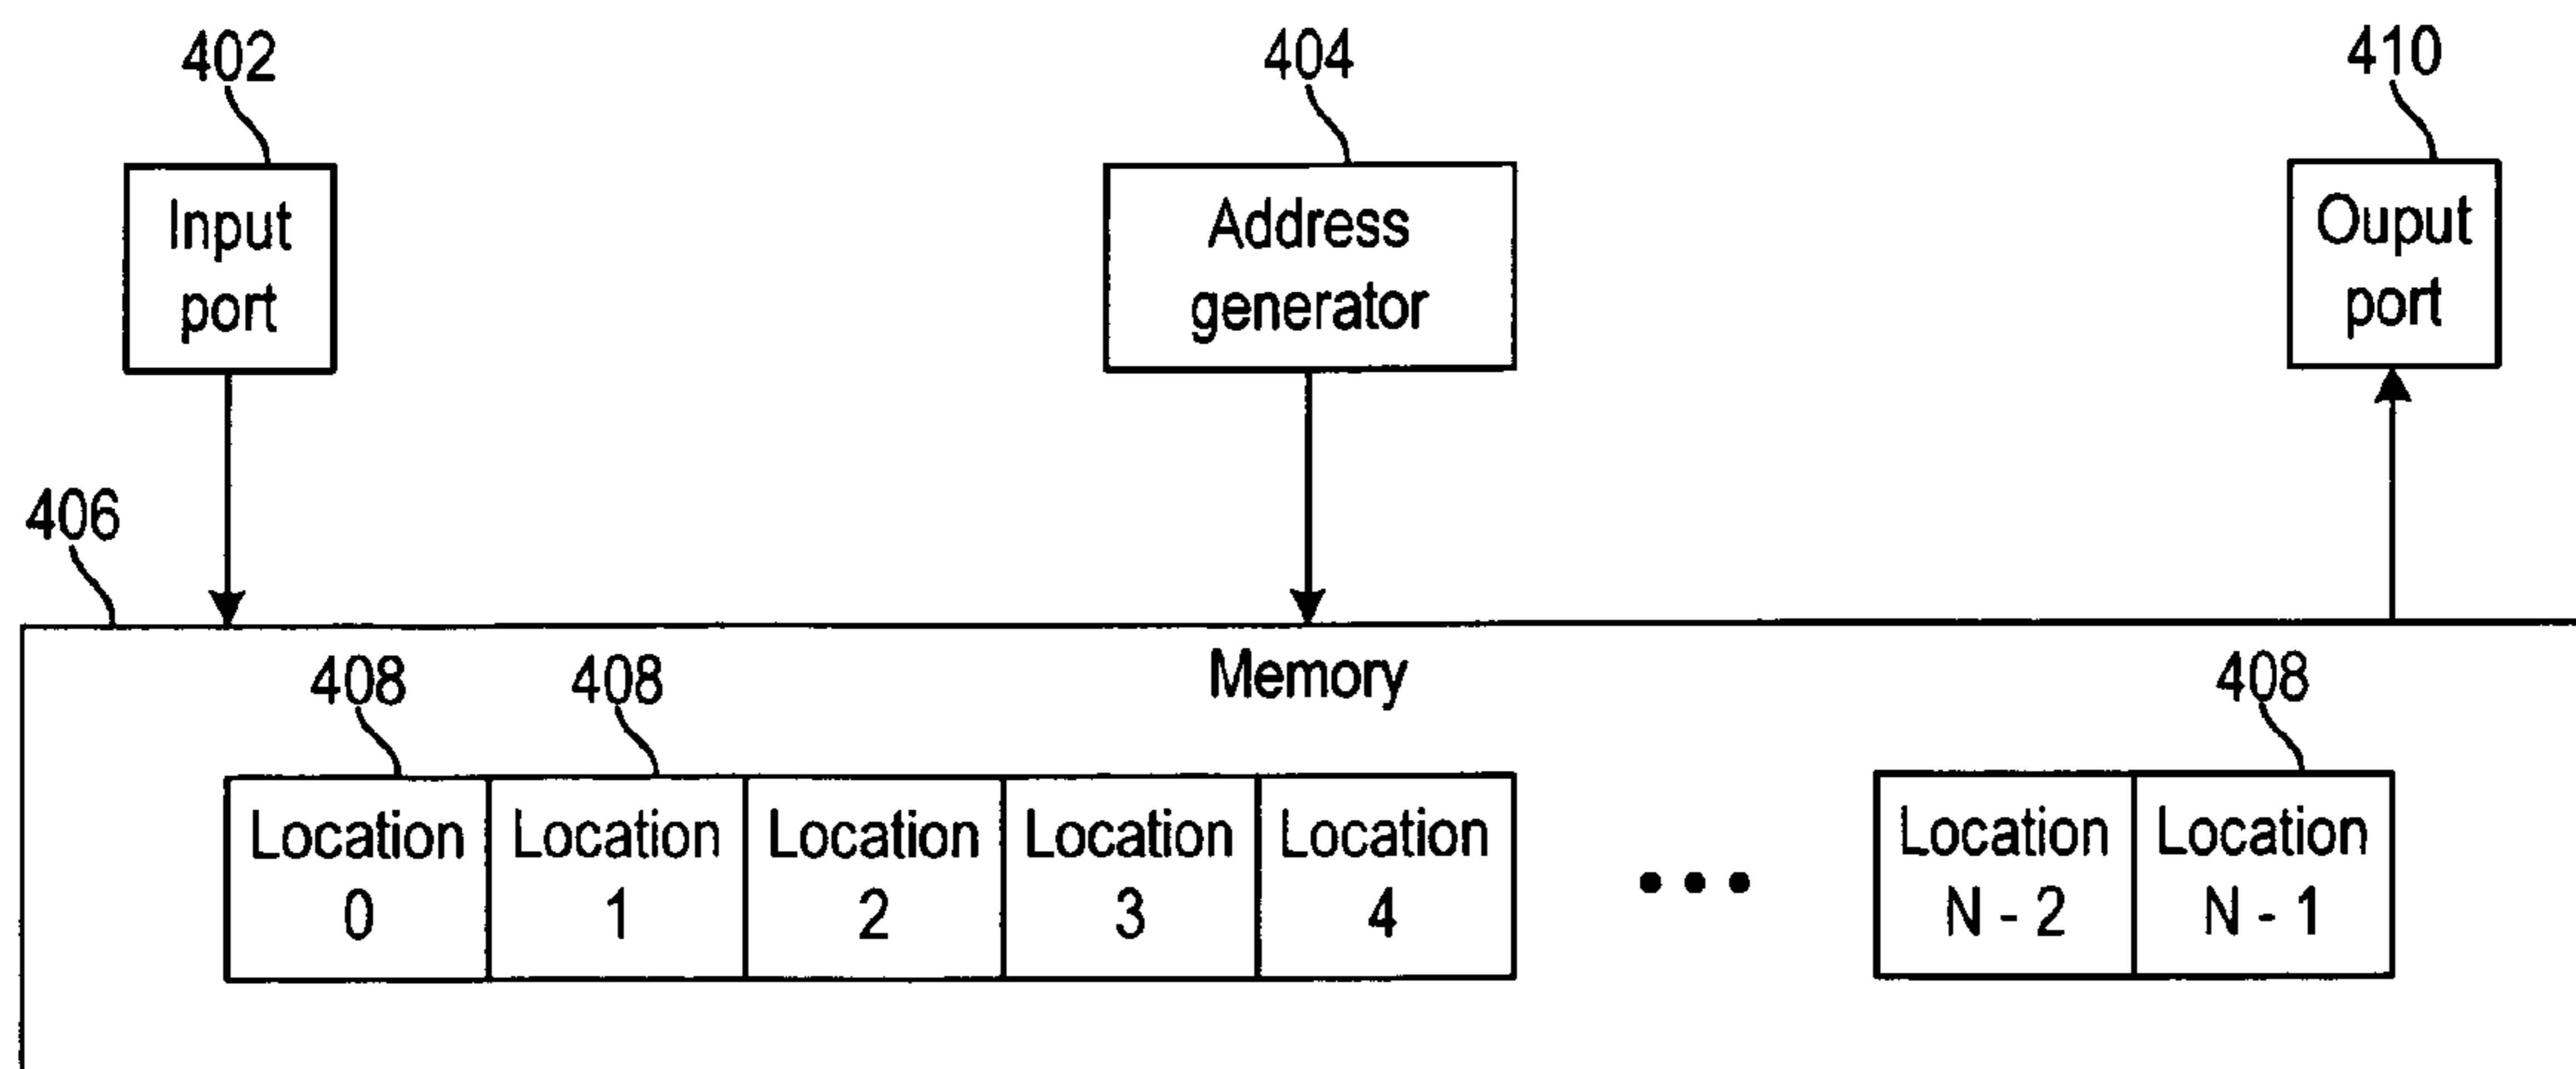 402
404
410
Input
port
Address
generator
Ouput
port
406
Memory
408
408
408
Location
0
Location
1
Location
2
Location
3
Location
4
• • •
Location
N - 2
Location
N - 1